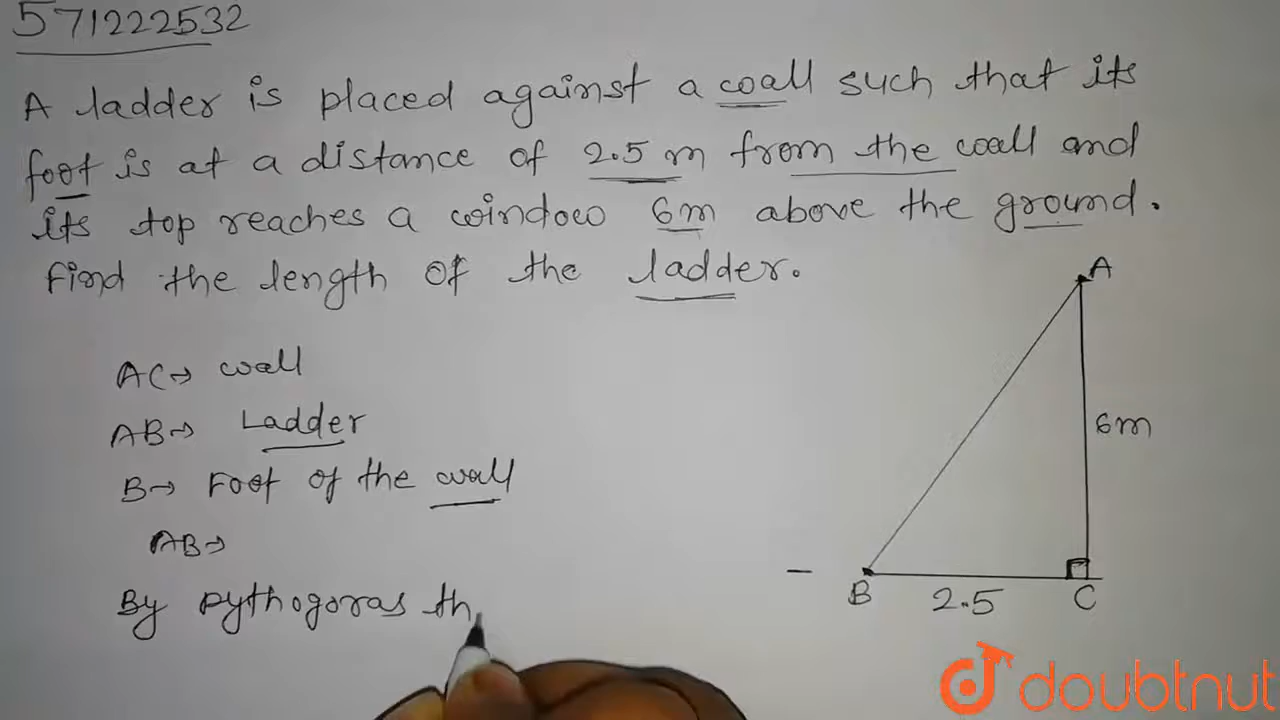 571222532
A ladder is placed against a wall such that its
foot is at a distance of 2.5 m from the wall and
its top reaches a window 6m above the ground.
Find the length of the ladder.
A
AC→ wall
AB→ Ladder
6m
B→ Foot of the wall
AB→
B
2.5
C
By pythogoras th
doubtnut